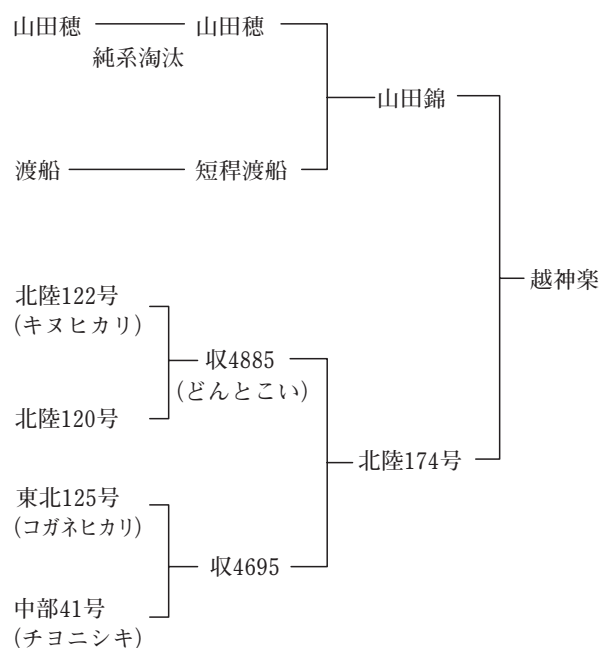 山田穂
山田穂
純系淘汰
山田錦
渡船
短稈渡船
越神楽
北陸122号
(キヌヒカリ)
収4885
(どんとこい)
北陸120号
北陸174号
東北125号
(コガネヒカリ)
収4695
中部41号
(チヨニシキ)